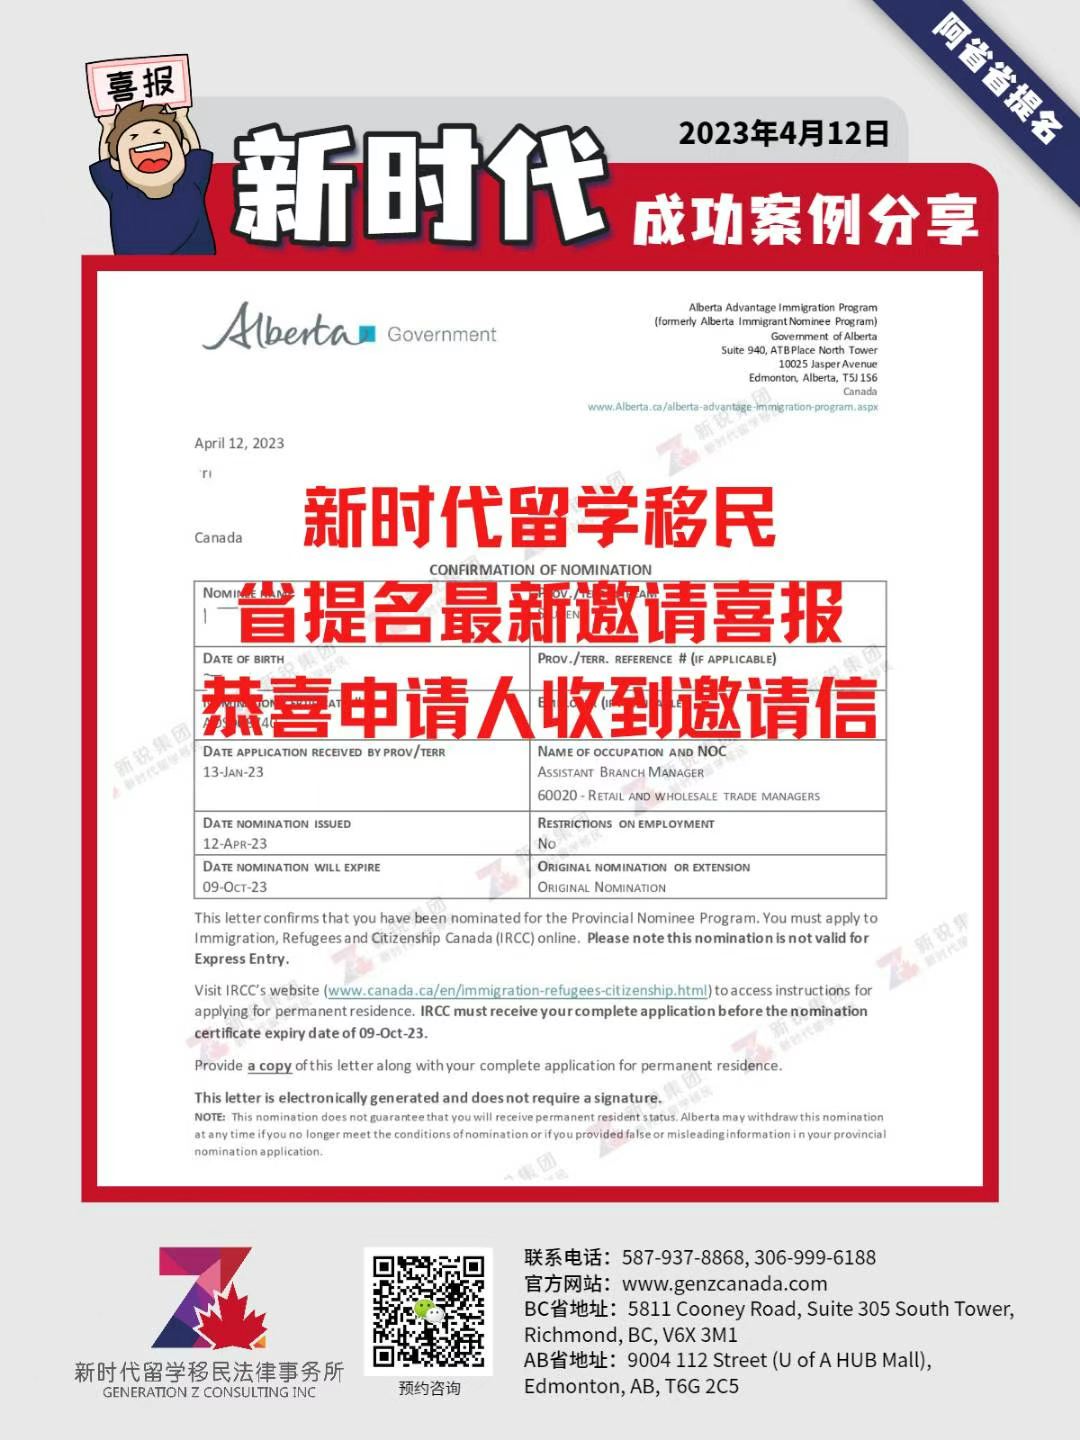 阿省省提名
喜报
新时代
2023年4月12日
成功案例分享
Alberta Government
Alberta Advantage Immigration Program
(formerly Alberta Immigrant Nominee Program)
Government of Alberta
Suite 940, ATB Place North Tower
10025 Jasper Avenue
Edmonton, Alberta, T5J 1S6
Canada
www.Alberta.ca/alberta-advantage-immigration-program.aspx
April 12, 2023
新时代留学移民
Canada
CONFIRMATION OF NOMINATION
省提名最新邀请喜报
DATE OF BIRTH
PROV./TERR. REFERENCE # (IF APPLICABLE)
恭喜申请人收到邀请信
DATE APPLICATION RECEIVED BY PROV/TERR
13-JAN-23
NAME OF OCCUPATION AND NOC
ASSISTANT BRANCH MANAGER
60020 - RETAIL AND WHOLESALE TRADE MANAGERS
DATE NOMINATION ISSUED
12-APR-23
RESTRICTIONS ON EMPLOYMENT
NO
DATE NOMINATION WILL EXPIRE
09-OCT-23
ORIGINAL NOMINATION OR EXTENSION
ORIGINAL NOMINATION
This letter confirms that you have been nominated for the Provincial Nominee Program. You must apply to
Immigration, Refugees and Citizenship Canada (IRCC) online. Please note this nomination is not valid for
Express Entry.
Visit IRCC's website (www.canada.ca/en/immigration-refugees-citizenship.html) to access instructions for
applying for permanent residence. IRCC must receive your complete application before the nomination
certificate expiry date of 09-Oct-23.
Provide a copy of this letter along with your complete application for permanent residence.
This letter is electronically generated and does not require a signature.
NOTE: This nomination does not guarantee that you will receive permanent resident status. Alberta may withdraw this nomination
at any time if you no longer meet the conditions of nomination or if you provided false or misleading information in your provincial
nomination application.
新时代留学移民法律事务所
GENERATION Z CONSULTING INC
预约咨询
联系电话：587-937-8868, 306-999-6188
官方网站：www.genzcanada.com
BC省地址：5811 Cooney Road, Suite 305 South Tower,
Richmond, BC, V6X 3M1
AB省地址：9004 112 Street (U of A HUB Mall),
Edmonton, AB, T6G 2C5